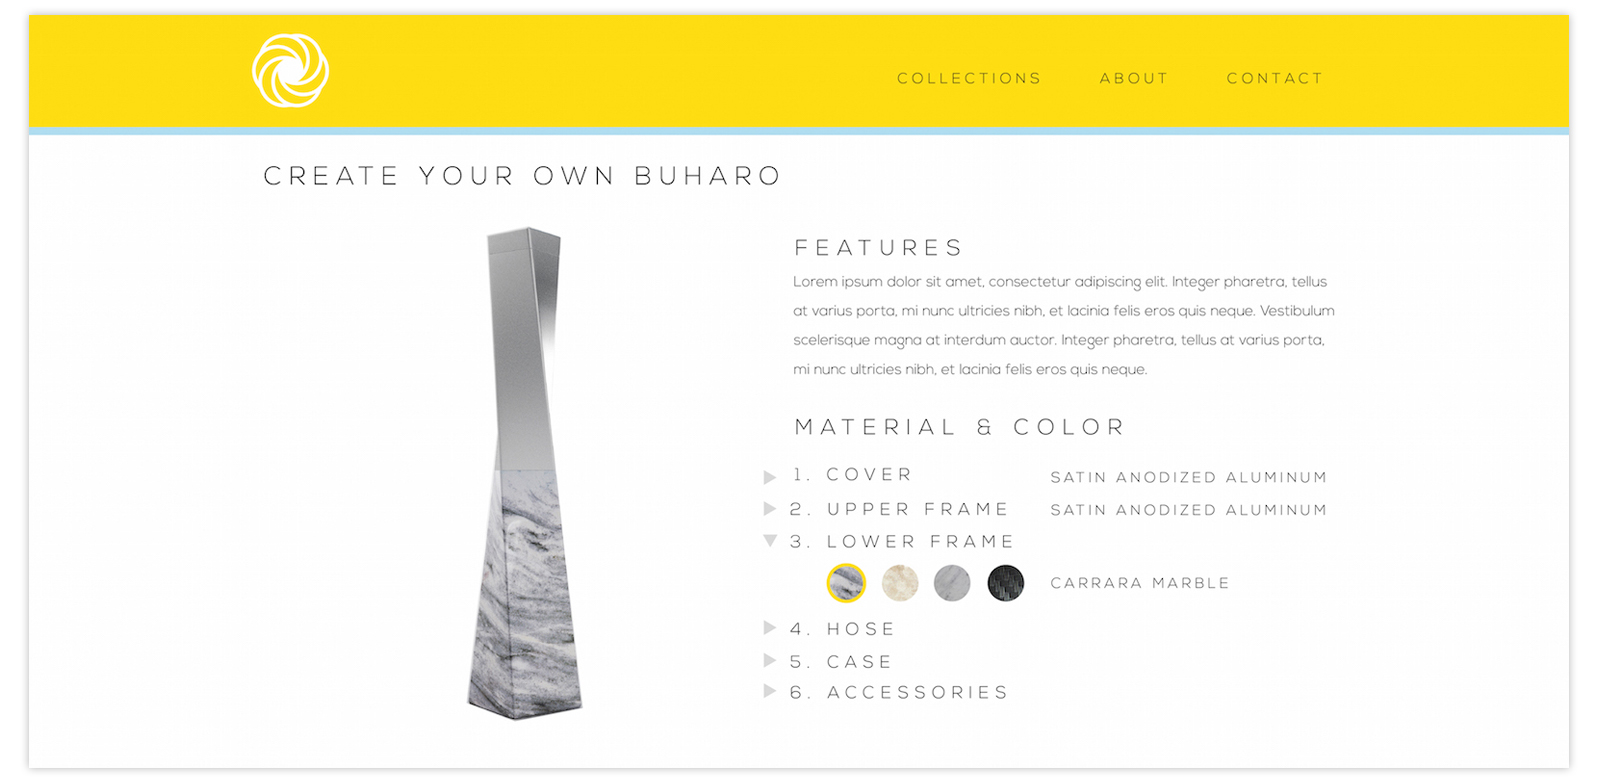 COLLECTIONS ABOUT CONTACT
CREATE YOUR OWN BUHARO
FEATURES
Lorem ipsum dolor sit amet, consectetur adipiscing elit. Integer pharetra, tellus
at varius porta, mi nunc ultricies nibh, et lacinia felis eros quis neque. Vestibulum
scelerisque magna at interdum auctor. Integer pharetra, tellus at varius porta,
mi nunc ultricies nibh, et lacinia felis eros quis neque.
MATERIAL & COLOR
1. COVER SATIN ANODIZED ALUMINUM
2. UPPER FRAME SATIN ANODIZED ALUMINUM
3. LOWER FRAME
CARRARA MARBLE
4. HOSE
5. CASE
6. ACCESSORIES